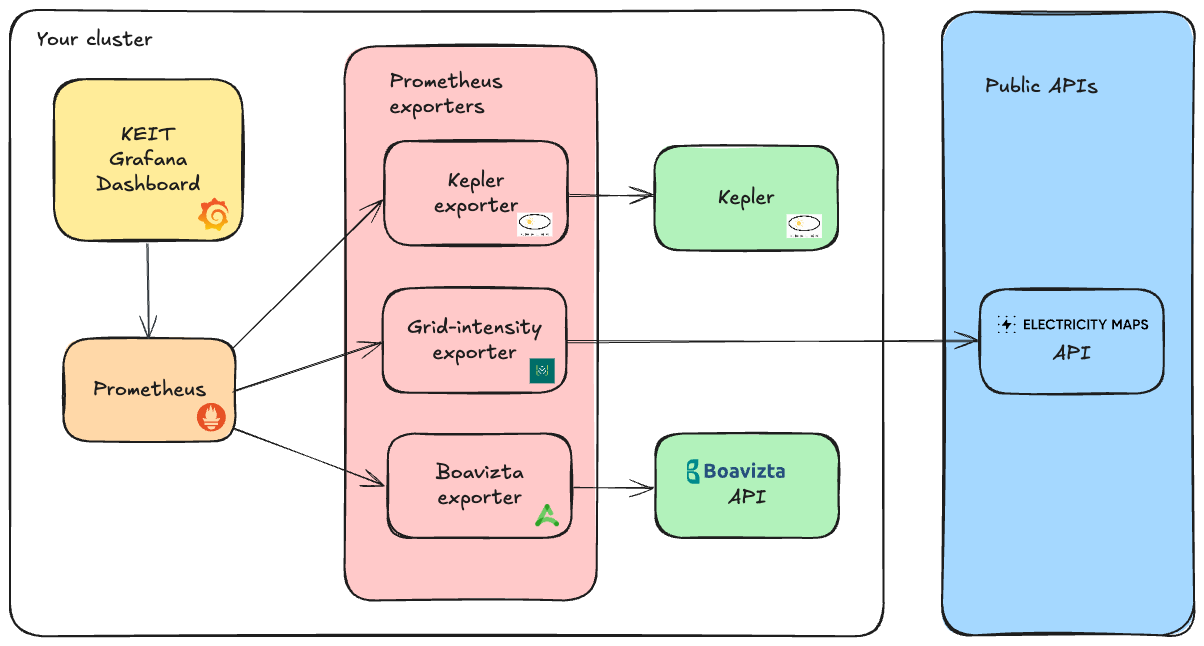 Your cluster
KEIT
Grafana
Dashboard
Prometheus
Prometheus
exporters
Kepler
exporter
Grid-intensity
exporter
Boavizta
exporter
Kepler
Boavizta
API
Public APIs
ELECTRICITY MAPS
API